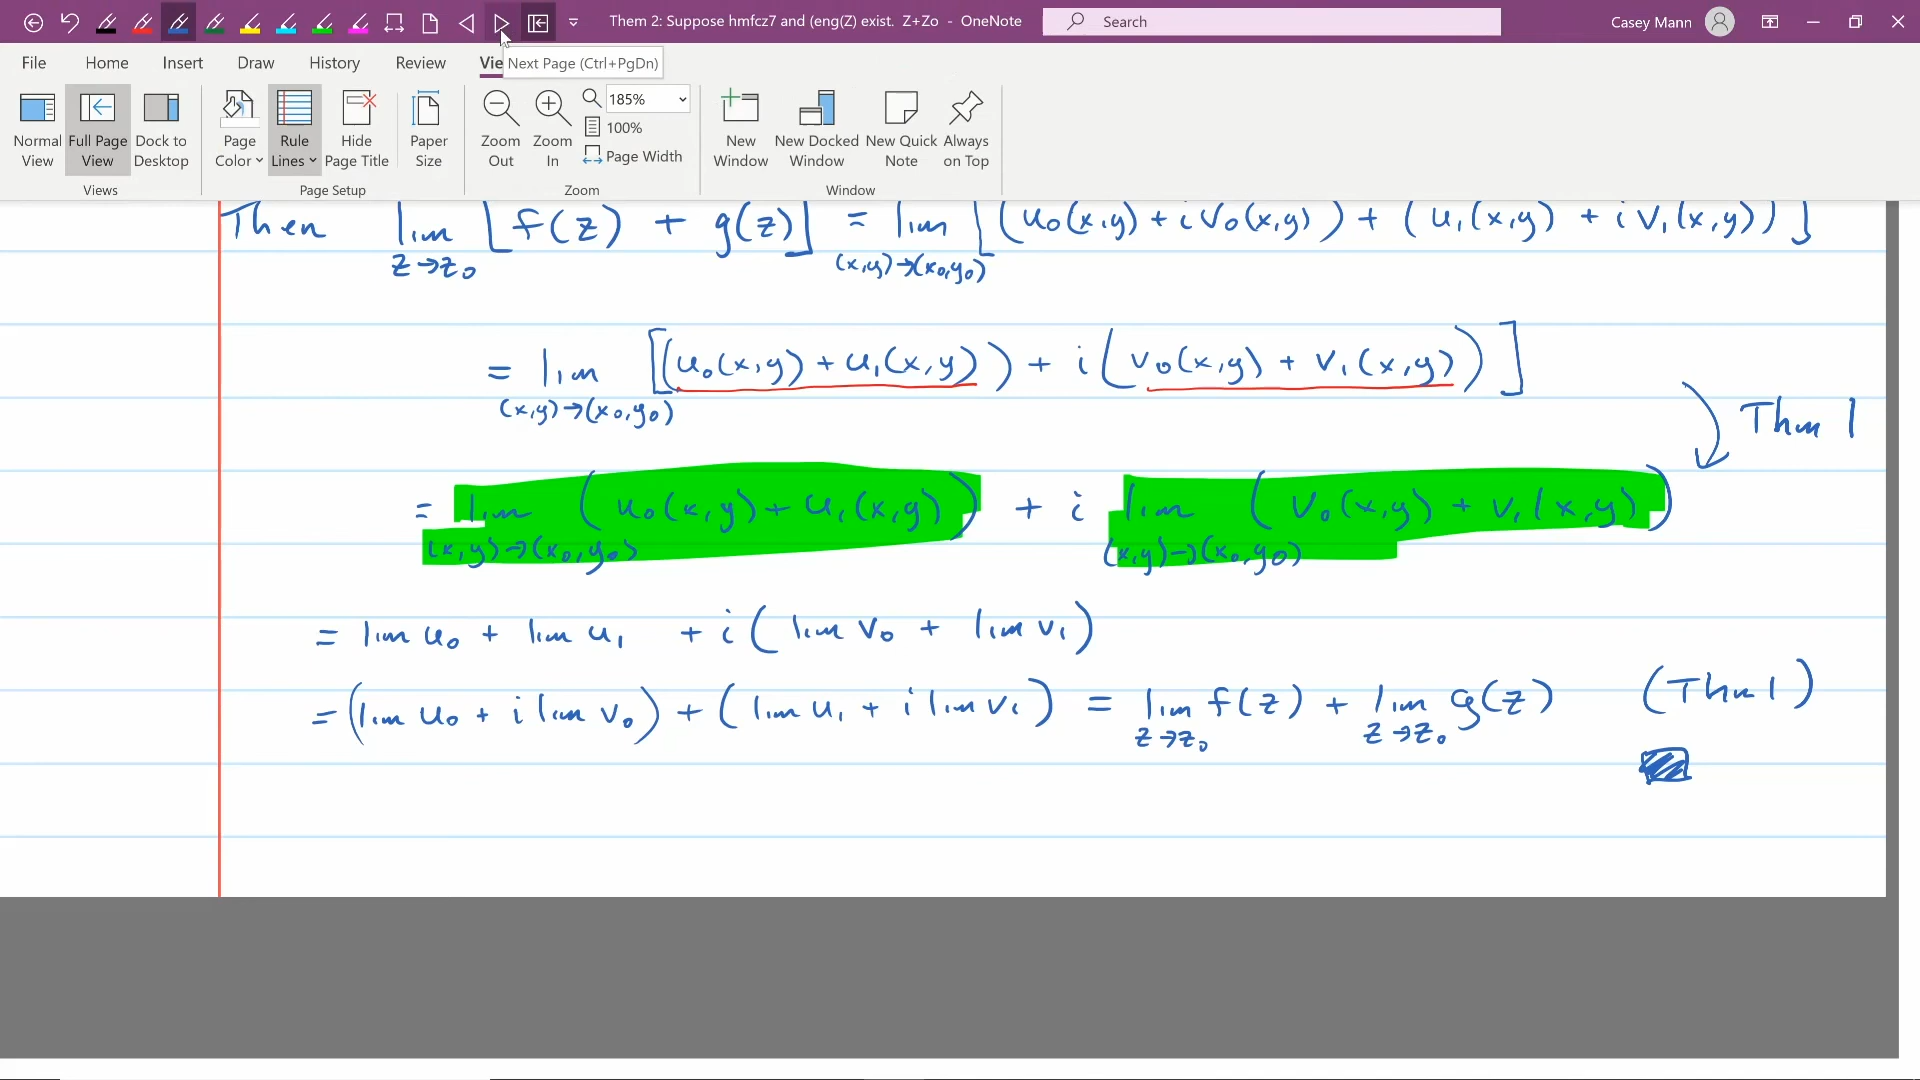 Them 2: Suppose hmfcz7 and (eng(Z) exist. Z+Zo - OneNote
Search
Casey Mann
File Home Insert Draw History Review Vie
Next Page (Ctrl+PgDn)
Normal View
Full Page View
Dock to Desktop
Page Color
Rule Lines
Hide Page Title
Paper Size
Zoom Out
Zoom In
185%
100%
Page Width
New Window
New Docked Window
New Quick Note
Always on Top
Views
Page Setup
Zoom
Window
Then lim z→z₀ [f(z) + g(z)] = lim (x,y)→(x₀,y₀) [(u₀(x,y) + i v₀(x,y)) + (u₁(x,y) + i v₁(x,y))]
= lim (x,y)→(x₀,y₀) [(u₀(x,y) + u₁(x,y)) + i(v₀(x,y) + v₁(x,y))]
Thm 1
= lim (x,y)→(x₀,y₀) (u₀(x,y) + u₁(x,y)) + i lim (x,y)→(x₀,y₀) (v₀(x,y) + v₁(x,y))
= lim u₀ + lim u₁ + i(lim v₀ + lim v₁)
= (lim u₀ + i lim v₀) + (lim u₁ + i lim v₁) = lim z→z₀ f(z) + lim z→z₀ g(z) (Thm 1)